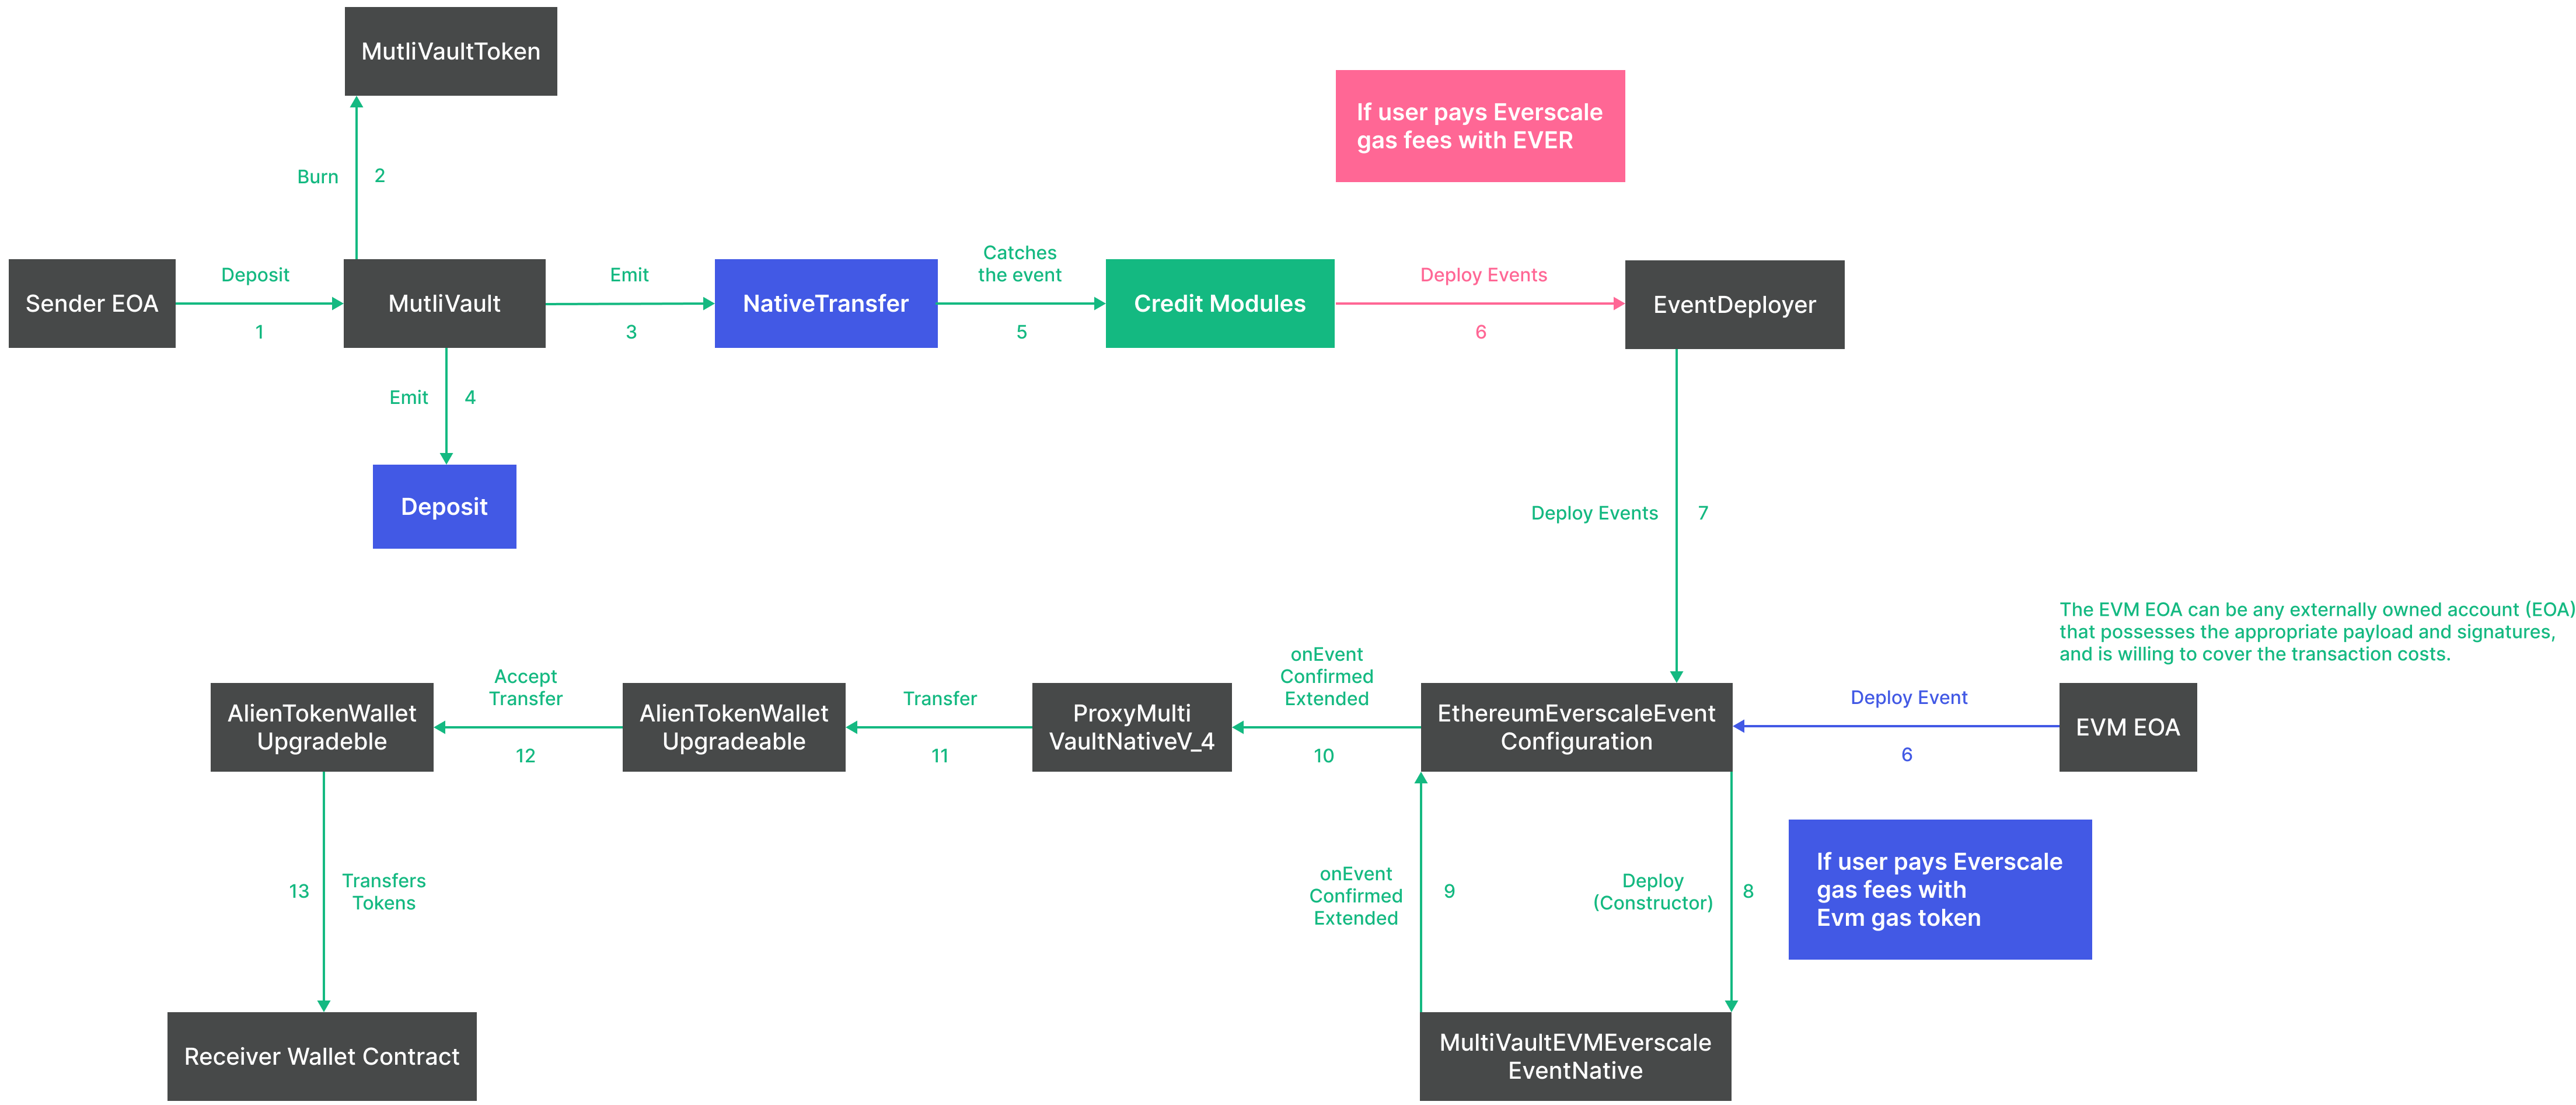 MutliVaultToken
If user pays Everscale
gas fees with EVER
Burn
2
Sender EOA
Deposit
1
MutliVault
Emit
3
NativeTransfer
Catches
the event
5
Credit Modules
Deploy Events
6
EventDeployer
Emit
4
Deposit
Deploy Events
7
The EVM EOA can be any externally owned account (EOA)
that possesses the appropriate payload and signatures,
and is willing to cover the transaction costs.
AlienTokenWallet
Upgradeble
Accept
Transfer
12
AlienTokenWallet
Upgradeable
Transfer
11
ProxyMulti
VaultNativeV_4
onEvent
Confirmed
Extended
10
EthereumEverscaleEvent
Configuration
Deploy Event
6
EVM EOA
13
Transfers
Tokens
onEvent
Confirmed
Extended
9
Deploy
(Constructor)
8
If user pays Everscale
gas fees with
Evm gas token
Receiver Wallet Contract
MultiVaultEVMEverscale
EventNative